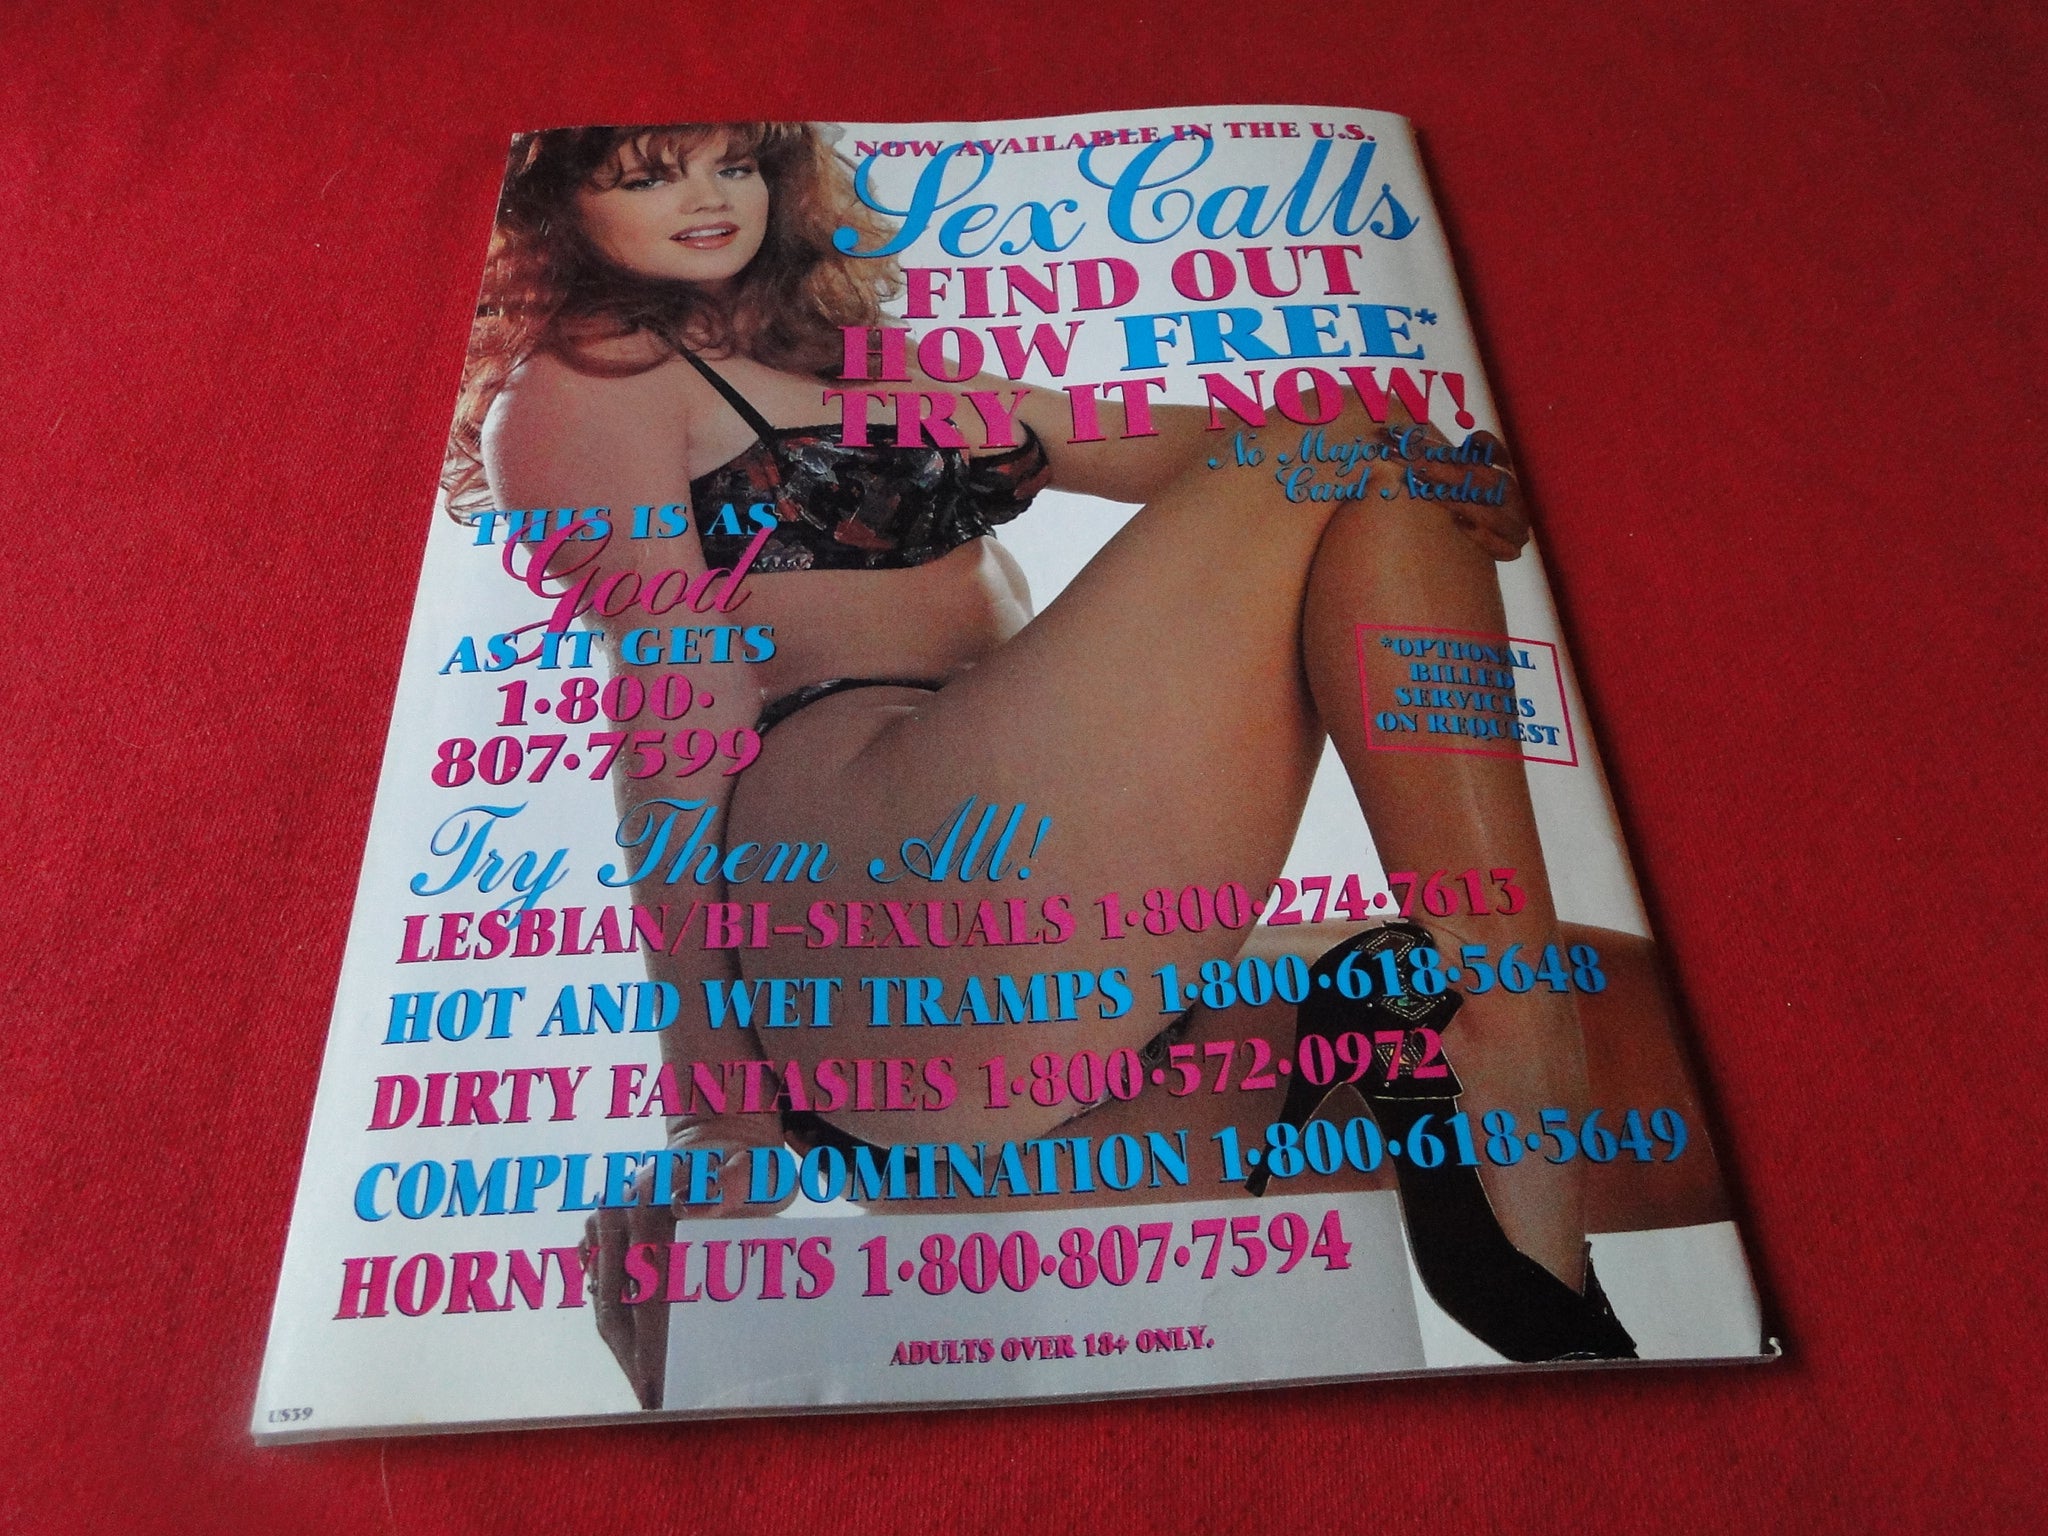 NOW AVAILABLE IN THE U.S.
Sex Calls
FIND OUT
HOW FREE*
TRY IT NOW!
No Major Credit
Card Needed
THIS IS AS
Good
AS IT GETS
1·800·
807·7599
*OPTIONAL
BILLED
SERVICES
ON REQUEST
Try Them All!
LESBIAN/BI-SEXUALS 1·800·274·7613
HOT AND WET TRAMPS 1·800·618·5648
DIRTY FANTASIES 1·800·572·0972
COMPLETE DOMINATION 1·800·618·5649
HORNY SLUTS 1·800·807·7594
ADULTS OVER 18+ ONLY.
US39